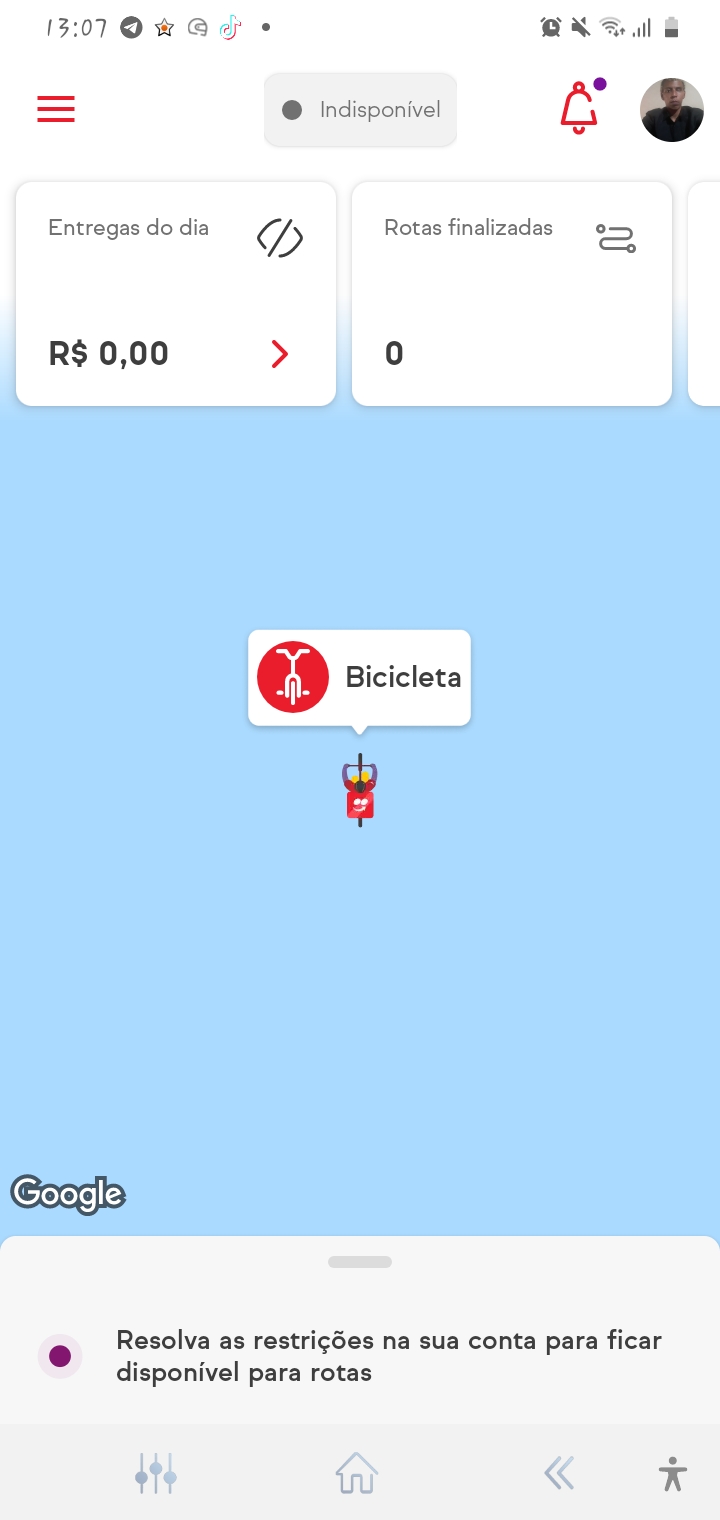 13:07
Indisponível
Entregas do dia
Rotas finalizadas
R$ 0,00
0
Bicicleta
Google
Resolva as restrições na sua conta para ficar
disponível para rotas